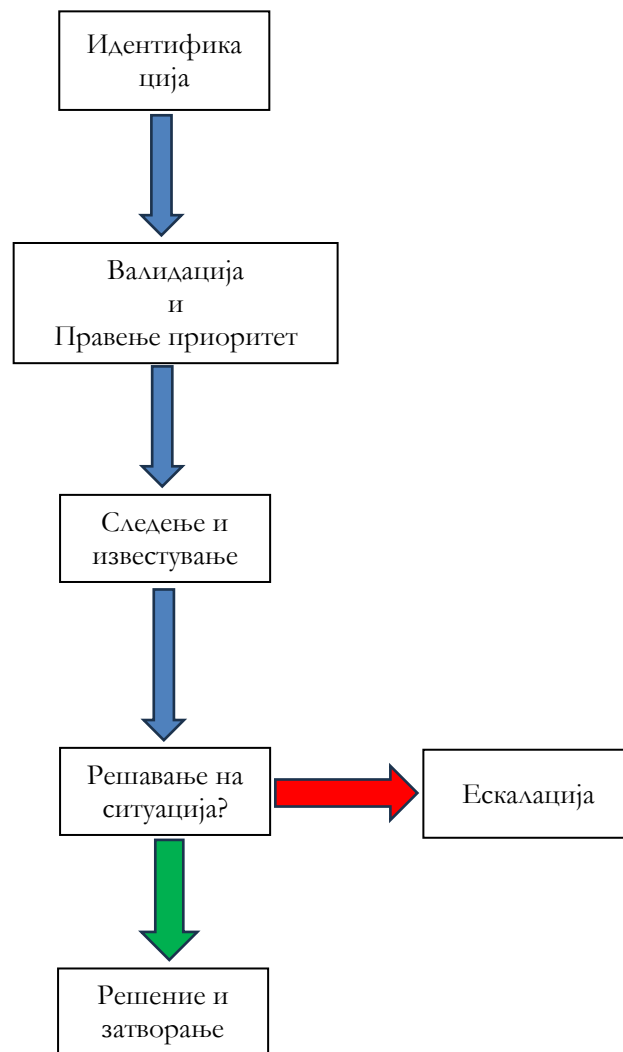 Идентифика
ција
Валидација
и
Правење приоритет
Следење и
известување
Решавање на
ситуација?
Ескалација
Решение и
затворање